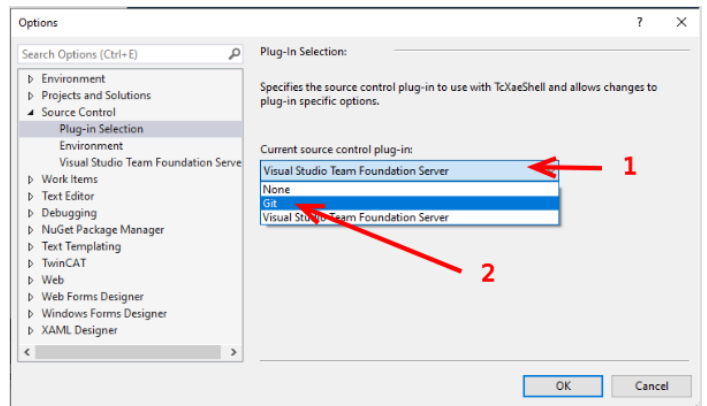 Options
?
Search Options (Ctrl+E)
Environment
Projects and Solutions
Source Control
Plug-in Selection
Environment
Visual Studio Team Foundation Serve
Work Items
Text Editor
Debugging
NuGet Package Manager
Text Templating
TwinCAT
Web
Web Forms Designer
Windows Forms Designer
XAML Designer
Plug-In Selection:
Specifies the source control plug-in to use with TcXaeShell and allows changes to
plug-in specific options.
Current source control plug-in:
Visual Studio Team Foundation Server
1
None
Git
Visual Studio Team Foundation Server
2
OK
Cancel